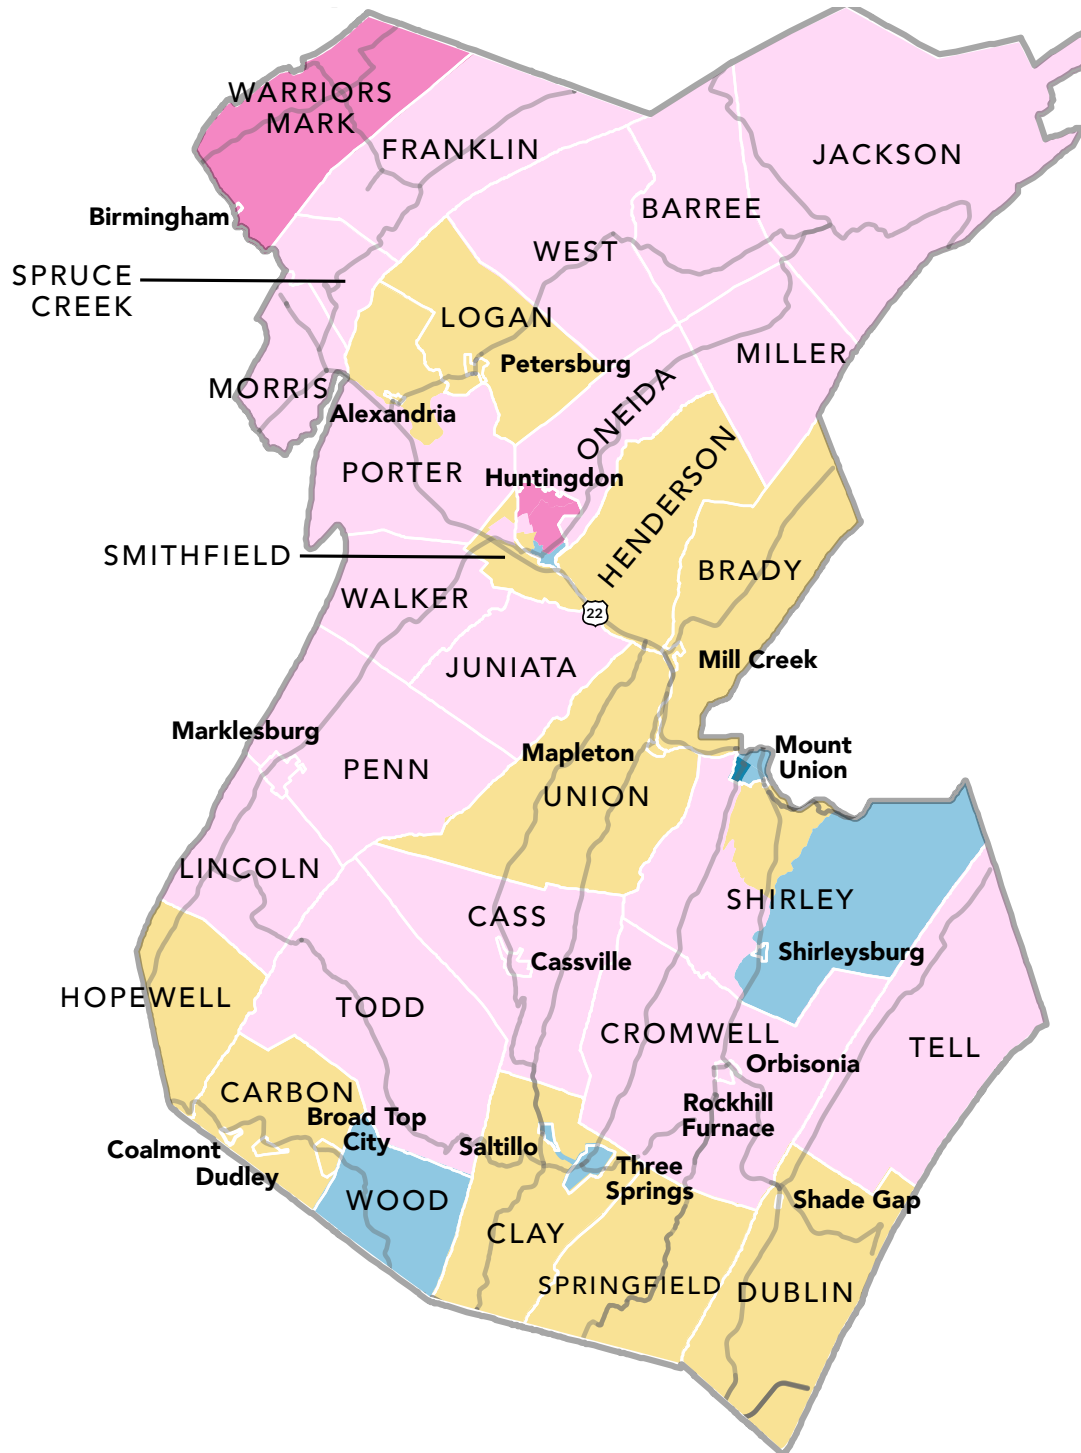 WARRIORS
MARK
FRANKLIN
JACKSON
BARREE
Birmingham
WEST
SPRUCE
CREEK
LOGAN
MILLER
Petersburg
MORRIS
ONEIDA
Alexandria
PORTER
Huntingdon
HENDERSON
SMITHFIELD
BRADY
WALKER
22
JUNIATA
Mill Creek
Marklesburg
Mapleton
Mount
Union
PENN
UNION
LINCOLN
SHIRLEY
CASS
Shirleysburg
Cassville
HOPEWELL
TODD
CROMWELL
TELL
Orbisonia
CARBON
Rockhill
Furnace
Broad Top
City
Coalmont
Saltillo
Dudley
Three
Springs
WOOD
Shade Gap
CLAY
SPRINGFIELD
DUBLIN